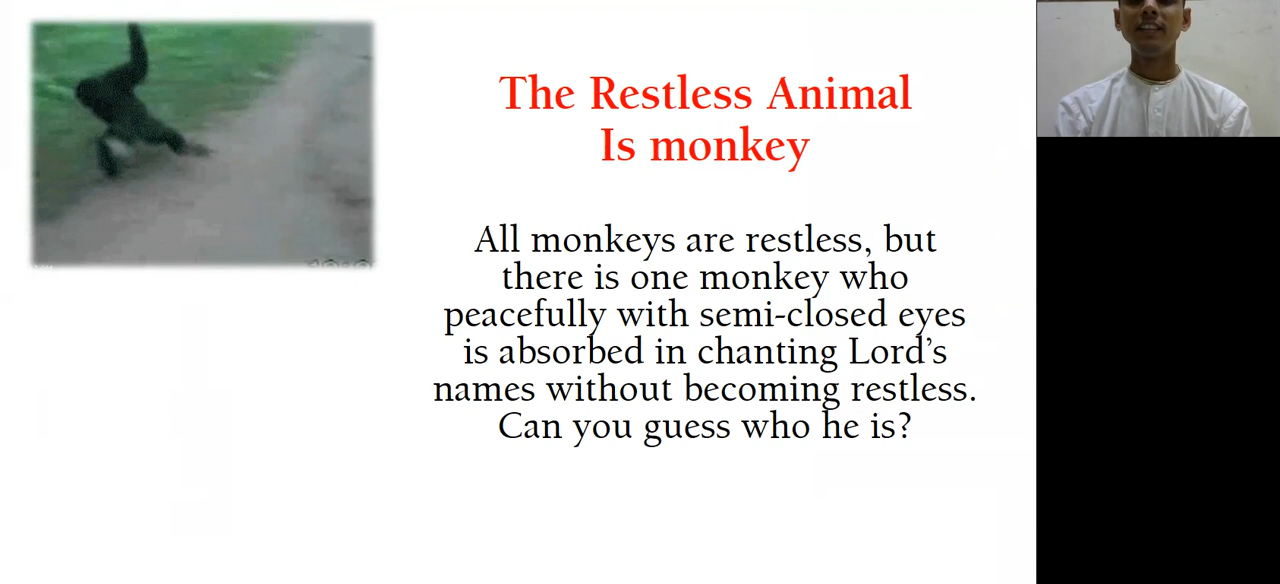 The Restless Animal
Is monkey
All monkeys are restless, but
there is one monkey who
peacefully with semi-closed eyes
is absorbed in chanting Lord's
names without becoming restless.
Can you guess who he is?